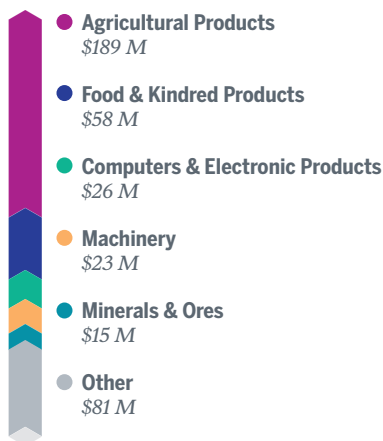 Agricultural Products
$189 M
Food & Kindred Products
$58 M
Computers & Electronic Products
$26 M
Machinery
$23 M
Minerals & Ores
$15 M
Other
$81 M